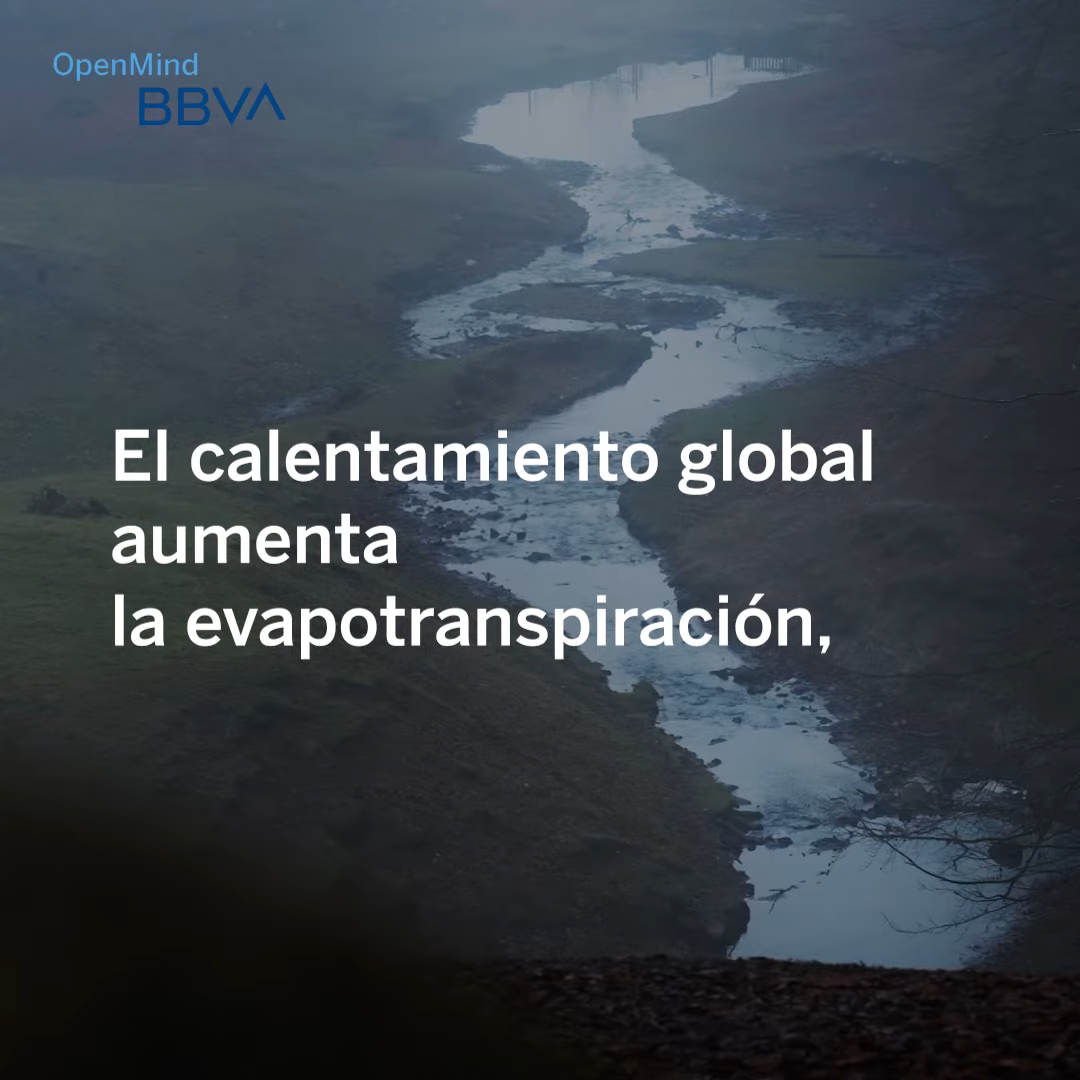 OpenMind
BBVA
El calentamiento global
aumenta
la evapotranspiración,